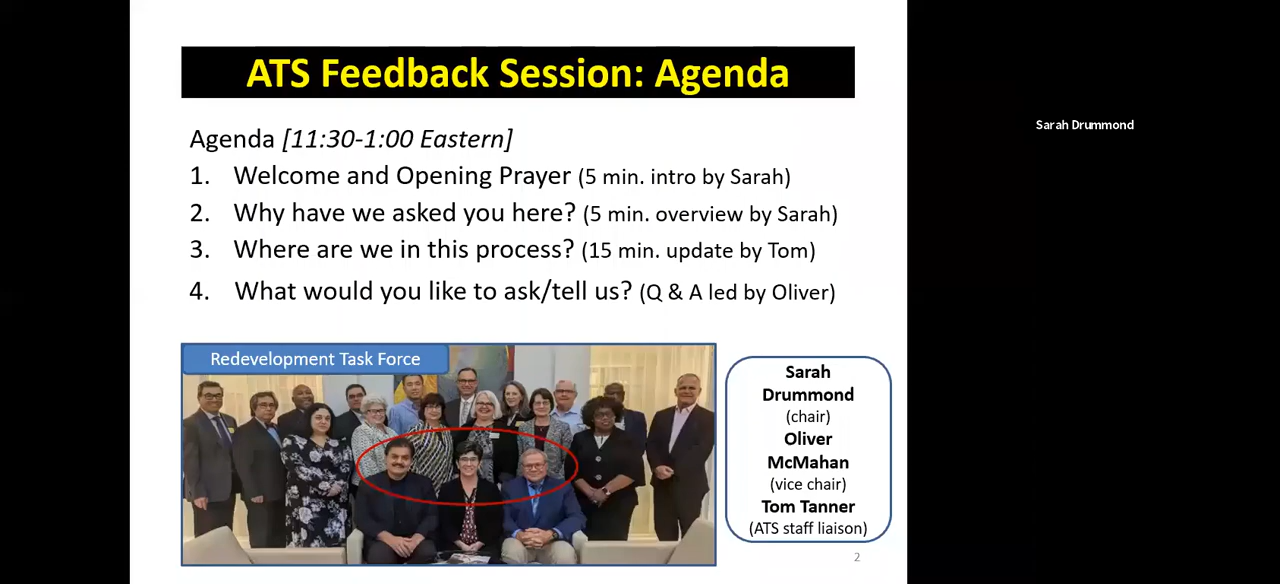 ATS Feedback Session: Agenda
Agenda [11:30-1:00 Eastern]
1. Welcome and Opening Prayer (5 min. intro by Sarah)
2. Why have we asked you here? (5 min. overview by Sarah)
3. Where are we in this process? (15 min. update by Tom)
4. What would you like to ask/tell us? (Q & A led by Oliver)
Redevelopment Task Force
Sarah
Drummond
(chair)
Oliver
McMahan
(vice chair)
Tom Tanner
(ATS staff liaison)
2
Sarah Drummond